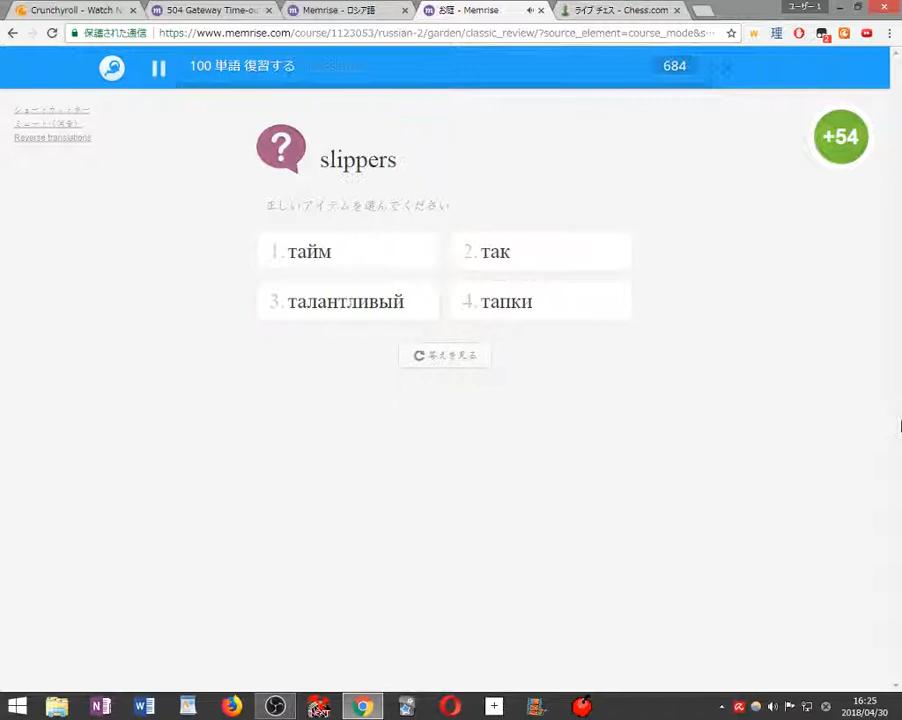 Crunchyroll - Watch N
504 Gateway Time-ou
Memrise - ロシア語
お庭 - Memrise
ライブ チェス - Chess.com
ユーザー 1
保護された通信
https://www.memrise.com/course/1123053/russian-2/garden/classic_review/?source_element=course_mode&s…
理
2
100 単語 復習する
684
Reverse translations
+54
?
slippers
正しいアイテムを選んでください
1. тайм
2. так
3. талантливый
4. тапки
答えを見る
16:25
2018/04/30